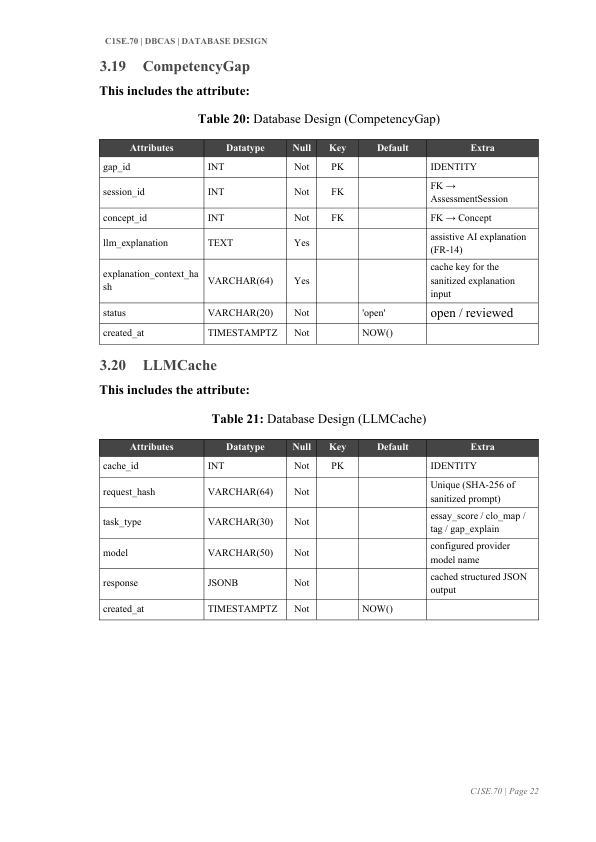 C1SE.70 | DBCAS | DATABASE DESIGN
3.19 CompetencyGap
This includes the attribute:
Table 20: Database Design (CompetencyGap)
Attributes Datatype Null Key Default Extra
gap_id INT Not PK IDENTITY
session_id INT Not FK FK →
AssessmentSession
concept_id INT Not FK FK → Concept
llm_explanation TEXT Yes assistive AI explanation
(FR-14)
explanation_context_ha
sh VARCHAR(64) Yes cache key for the
sanitized explanation
input
status VARCHAR(20) Not 'open' open / reviewed
created_at TIMESTAMPTZ Not NOW()
3.20 LLMCache
This includes the attribute:
Table 21: Database Design (LLMCache)
Attributes Datatype Null Key Default Extra
cache_id INT Not PK IDENTITY
request_hash VARCHAR(64) Not Unique (SHA-256 of
sanitized prompt)
task_type VARCHAR(30) Not essay_score / clo_map /
tag / gap_explain
model VARCHAR(50) Not configured provider
model name
response JSONB Not cached structured JSON
output
created_at TIMESTAMPTZ Not NOW()
C1SE.70 | Page 22